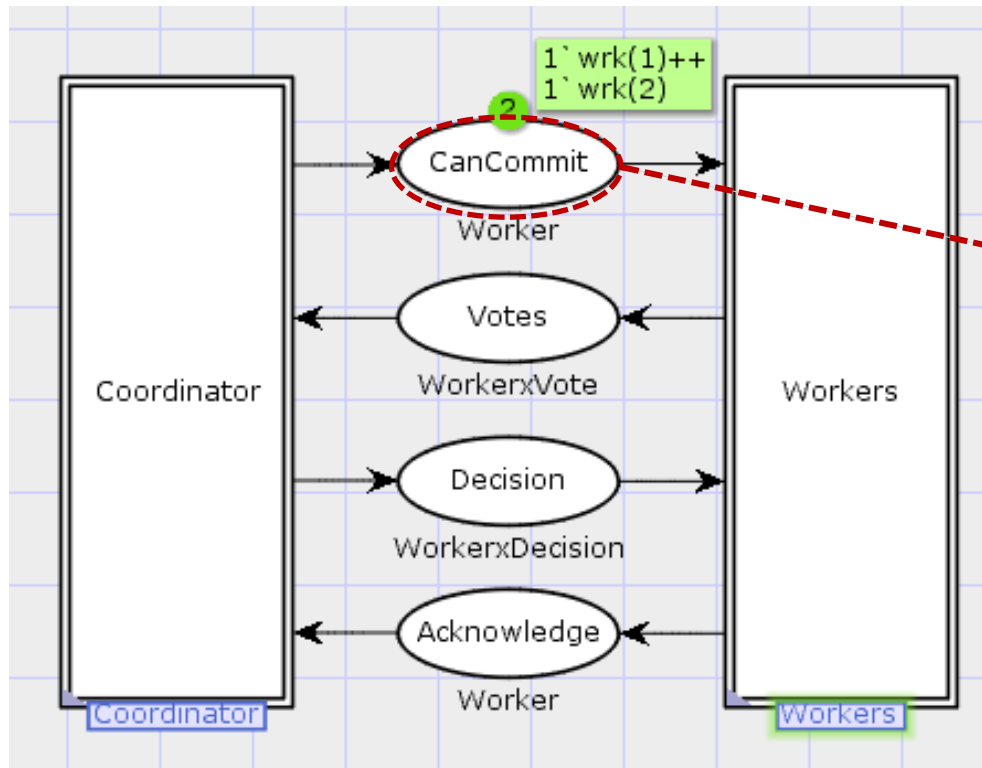 1`wrk(1)++
1`wrk(2)
2
CanCommit
Worker
Votes
WorkerxVote
Coordinator
Workers
Decision
WorkerxDecision
Acknowledge
Worker
Coordinator
Workers